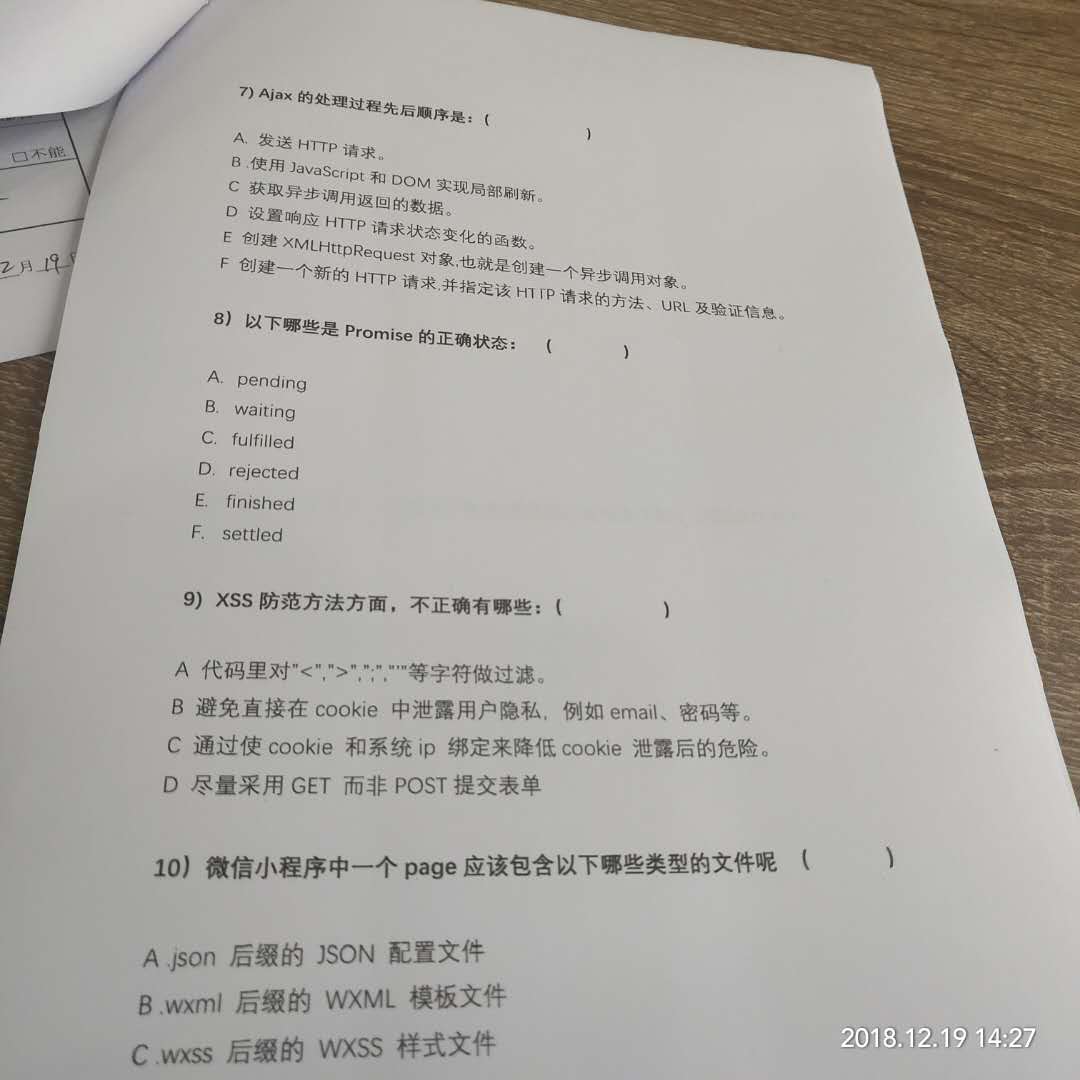 口不能
2月19
7) Ajax 的处理过程先后顺序是：( )
A. 发送 HTTP 请求。
B .使用 JavaScript 和 DOM 实现局部刷新。
C 获取异步调用返回的数据。
D 设置响应 HTTP 请求状态变化的函数。
E 创建 XMLHttpRequest 对象,也就是创建一个异步调用对象。
F 创建一个新的 HTTP 请求,并指定该 HTTP 请求的方法、URL 及验证信息。
8）以下哪些是 Promise 的正确状态： ( )
A. pending
B. waiting
C. fulfilled
D. rejected
E. finished
F. settled
9）XSS 防范方法方面，不正确有哪些：( )
A 代码里对"<",">",";","'"等字符做过滤。
B 避免直接在 cookie 中泄露用户隐私，例如 email、密码等。
C 通过使 cookie 和系统 ip 绑定来降低 cookie 泄露后的危险。
D 尽量采用 GET 而非 POST 提交表单
10）微信小程序中一个 page 应该包含以下哪些类型的文件呢 ( )
A .json 后缀的 JSON 配置文件
B .wxml 后缀的 WXML 模板文件
C .wxss 后缀的 WXSS 样式文件
2018.12.19 14:27